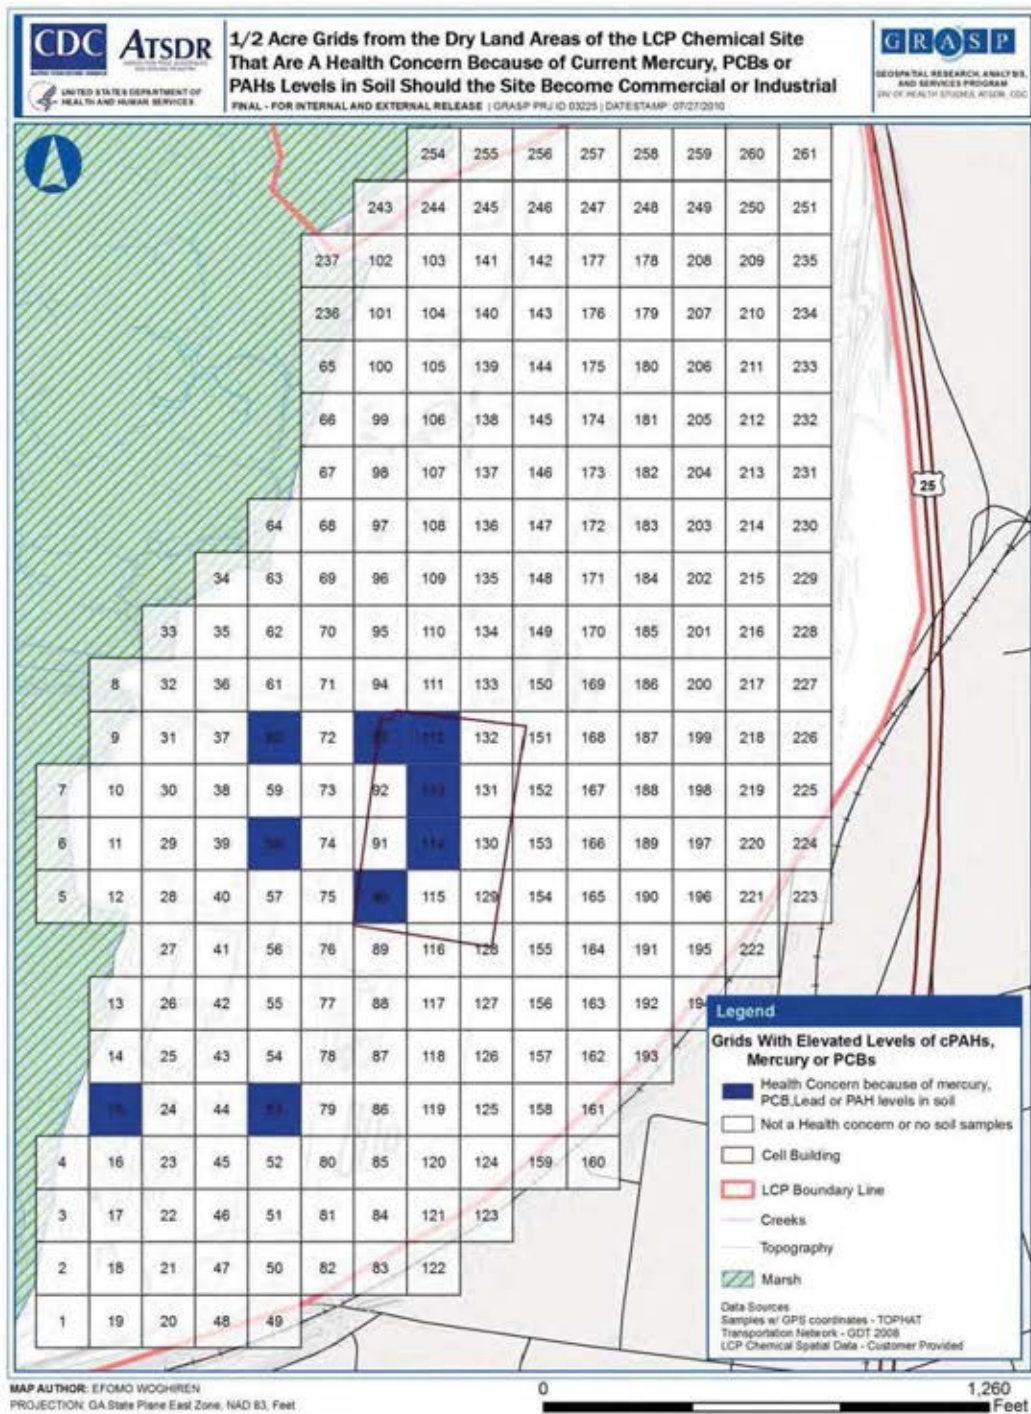 CDC ATSDR
UNITED STATES DEPARTMENT OF
HEALTH AND HUMAN SERVICES
1/2 Acre Grids from the Dry Land Areas of the LCP Chemical Site
That Are A Health Concern Because of Current Mercury, PCBs or
PAHs Levels in Soil Should the Site Become Commercial or Industrial
FINAL - FOR INTERNAL AND EXTERNAL RELEASE | GRASP PRJ ID 03225 | DATESTAMP: 07/27/2010
GRASP
GEOSPATIAL RESEARCH, ANALYSIS,
AND SERVICES PROGRAM
DIV OF HEALTH STUDIES, ATSDR, CDC
254 255 256 257 258 259 260 261
243 244 245 246 247 248 249 250 251
237 102 103 141 142 177 178 208 209 235
236 101 104 140 143 176 179 207 210 234
65 100 105 139 144 175 180 206 211 233
66 99 106 138 145 174 181 205 212 232
67 98 107 137 146 173 182 204 213 231
25
64 68 97 108 136 147 172 183 203 214 230
34 63 69 96 109 135 148 171 184 202 215 229
33 35 62 70 95 110 134 149 170 185 201 216 228
8 32 36 61 71 94 111 133 150 169 186 200 217 227
9 31 37 72 112 132 151 168 187 199 218 226
7 10 30 38 59 73 92 113 131 152 167 188 198 219 225
6 11 29 39 58 74 91 114 130 153 166 189 197 220 224
5 12 28 40 57 75 90 115 129 154 165 190 196 221 223
27 41 56 76 89 116 128 155 164 191 195 222
13 26 42 55 77 88 117 127 156 163 192 194
14 25 43 54 78 87 118 126 157 162 193
15 24 44 53 79 86 119 125 158 161
4 16 23 45 52 80 85 120 124 159 160
3 17 22 46 51 81 84 121 123
2 18 21 47 50 82 83 122
1 19 20 48 49
Legend
Grids With Elevated Levels of cPAHs,
Mercury or PCBs
Health Concern because of mercury,
PCB,Lead or PAH levels in soil
Not a Health concern or no soil samples
Cell Building
LCP Boundary Line
Creeks
Topography
Marsh
Data Sources
Samples w/ GPS coordinates - TOPHAT
Transportation Network - GDT 2008
LCP Chemical Spatial Data - Customer Provided
MAP AUTHOR: EFOMO WOGHIREN
PROJECTION: GA State Plane East Zone, NAD 83, Feet
0 1,260
Feet